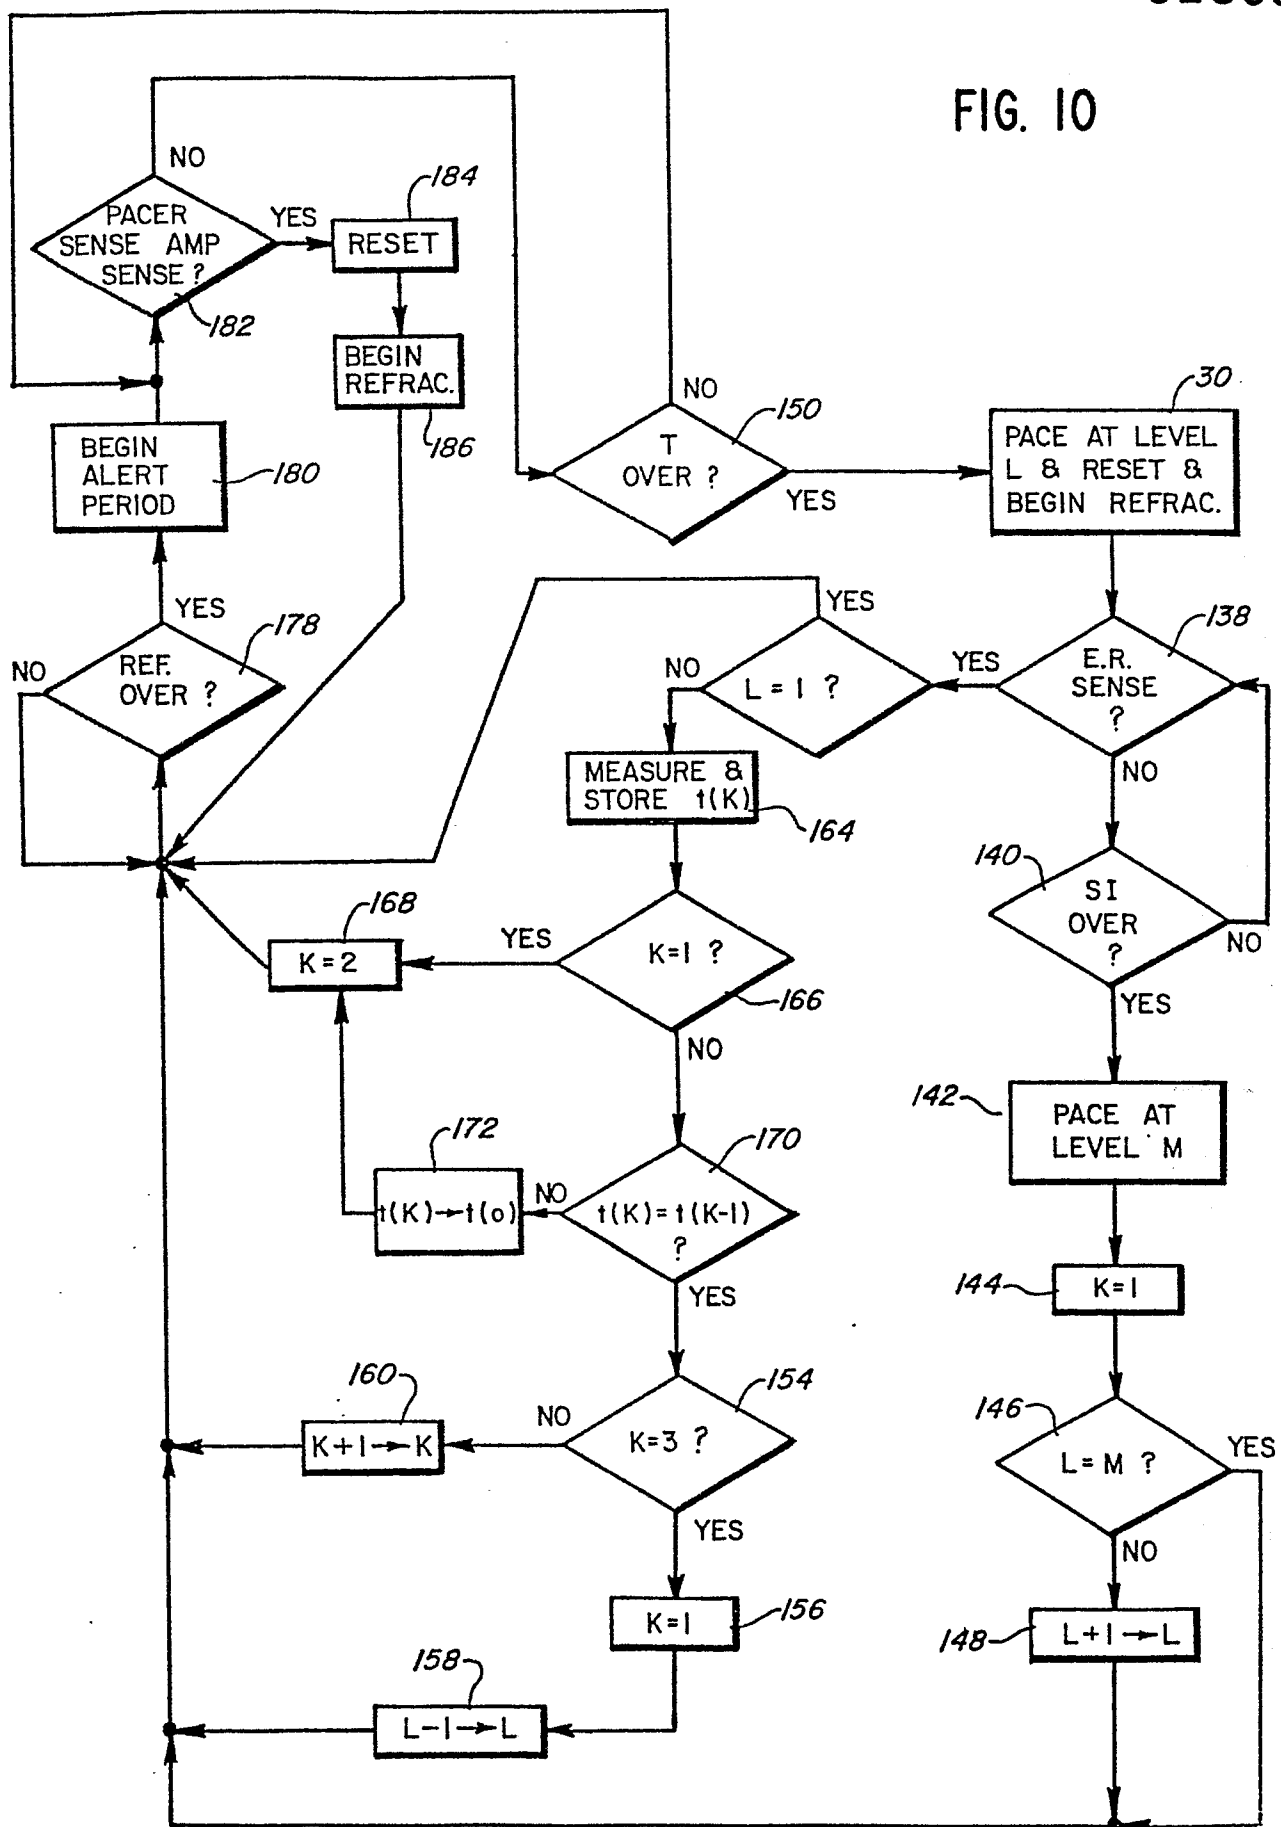 FIG. 10
NO
PACER
SENSE AMP
SENSE ?
182
YES
184
RESET
BEGIN
REFRAC.
186
BEGIN
ALERT
PERIOD
180
NO
T
OVER ?
150
YES
30
PACE AT LEVEL
L & RESET &
BEGIN REFRAC.
YES
178
NO
REF.
OVER ?
YES
NO
L = 1 ?
YES
138
E.R.
SENSE
?
NO
MEASURE &
STORE t(K)
164
140
SI
OVER
?
NO
YES
168
K=2
YES
K=1 ?
166
NO
142
PACE AT
LEVEL M
172
t(K)→t(o)
NO
170
t(K)=t(K-1)
?
YES
144
K=1
160
K+1→K
NO
154
K=3 ?
YES
146
L=M ?
YES
NO
K=1
156
148
L+1→L
158
L-1→L